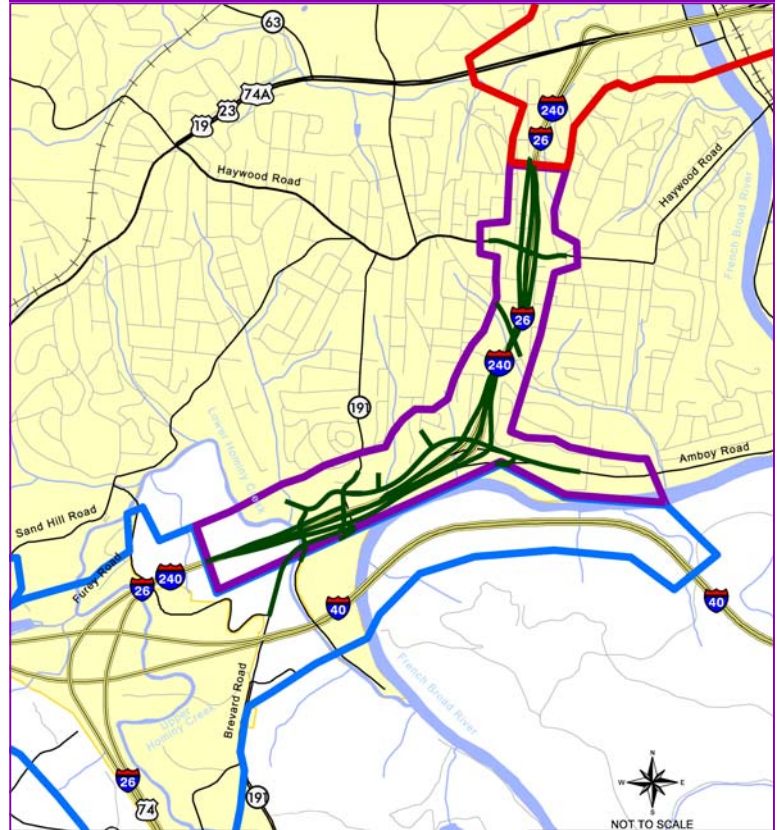 63
74A
23
19
240
26
Haywood Road
Haywood Road
French Broad River
26
240
191
Lower Hominy Creek
Amboy Road
Sand Hill Road
Furey Road
240
26
40
40
Brevard Road
French Broad River
Upper Hominy Creek
26
74
191
N
W
E
S
NOT TO SCALE